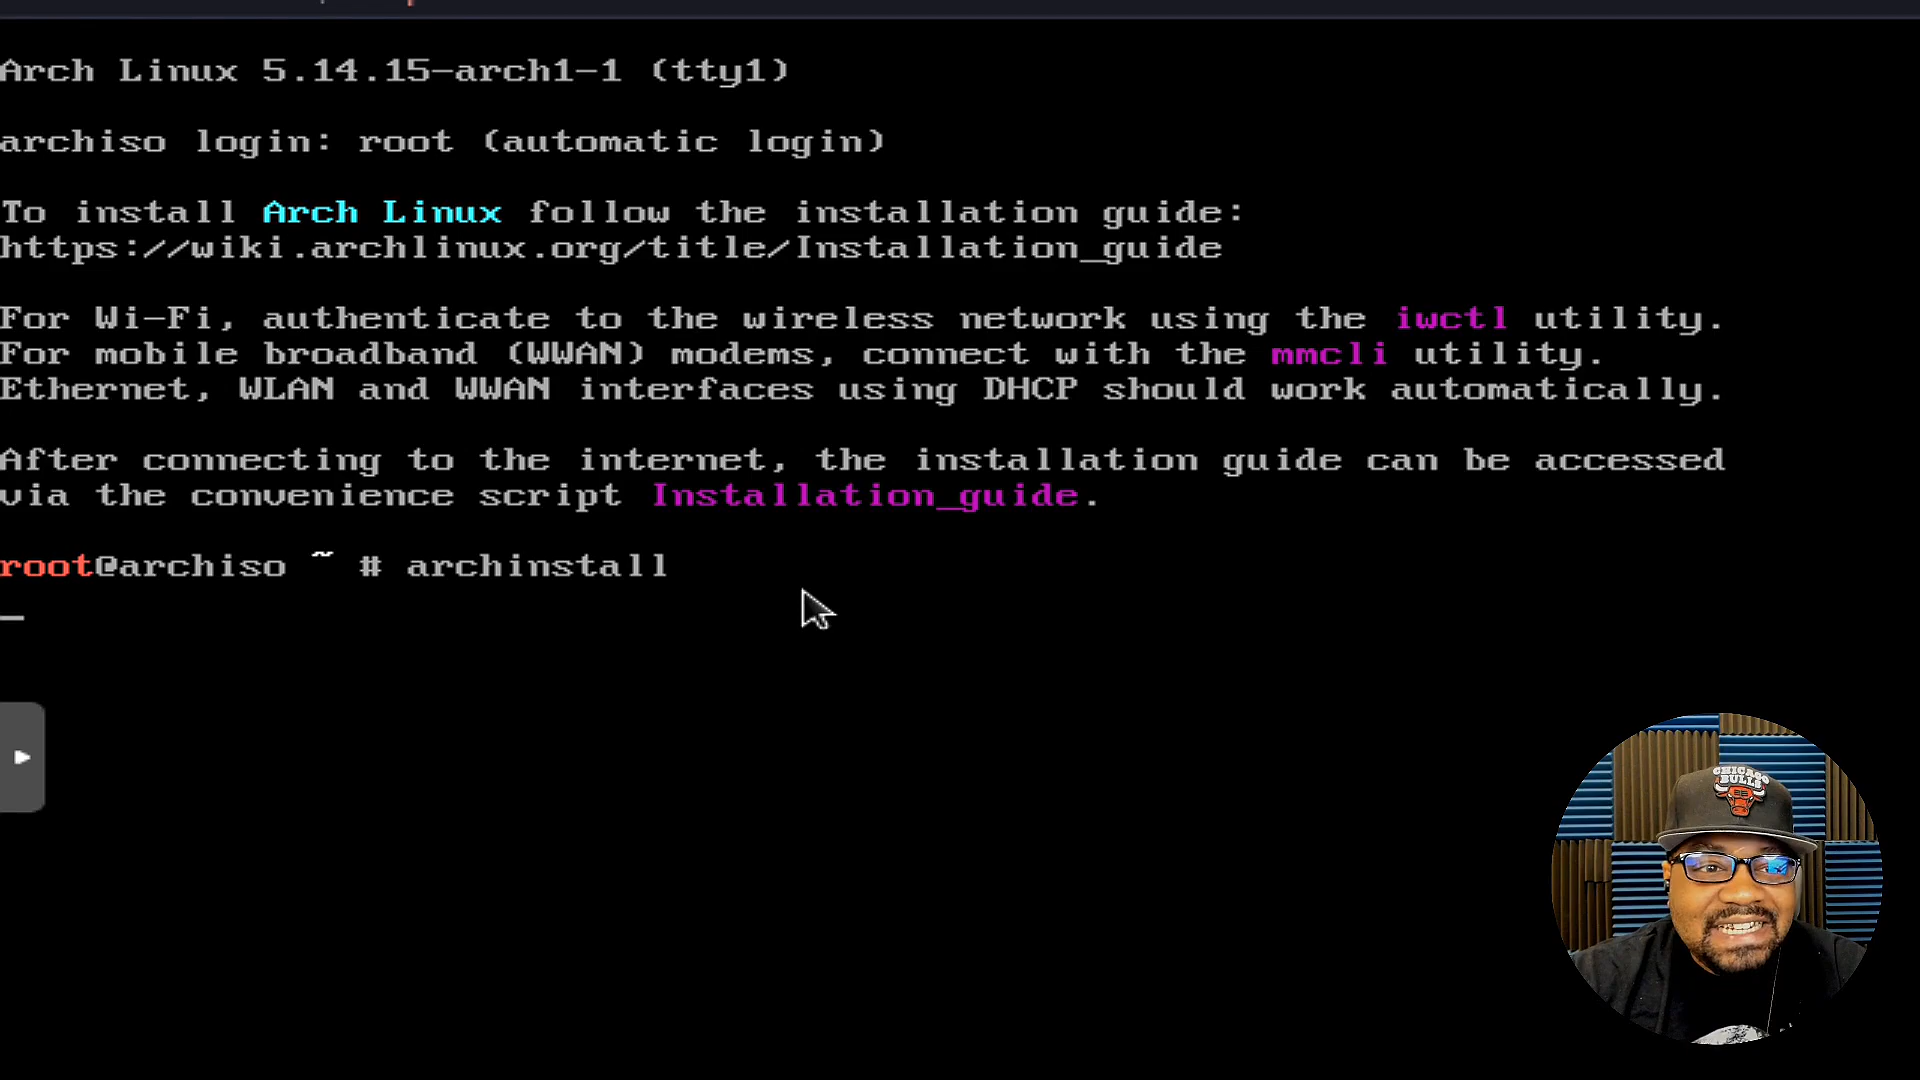 Arch Linux 5.14.15-arch1-1 (tty1)
archiso login: root (automatic login)
To install Arch Linux follow the installation guide:
https://wiki.archlinux.org/title/Installation_guide
For Wi-Fi, authenticate to the wireless network using the iwctl utility.
For mobile broadband (WWAN) modems, connect with the mmcli utility.
Ethernet, WLAN and WWAN interfaces using DHCP should work automatically.
After connecting to the internet, the installation guide can be accessed
via the convenience script Installation_guide.
root@archiso ~ # archinstall
CHICAGO
BULLS